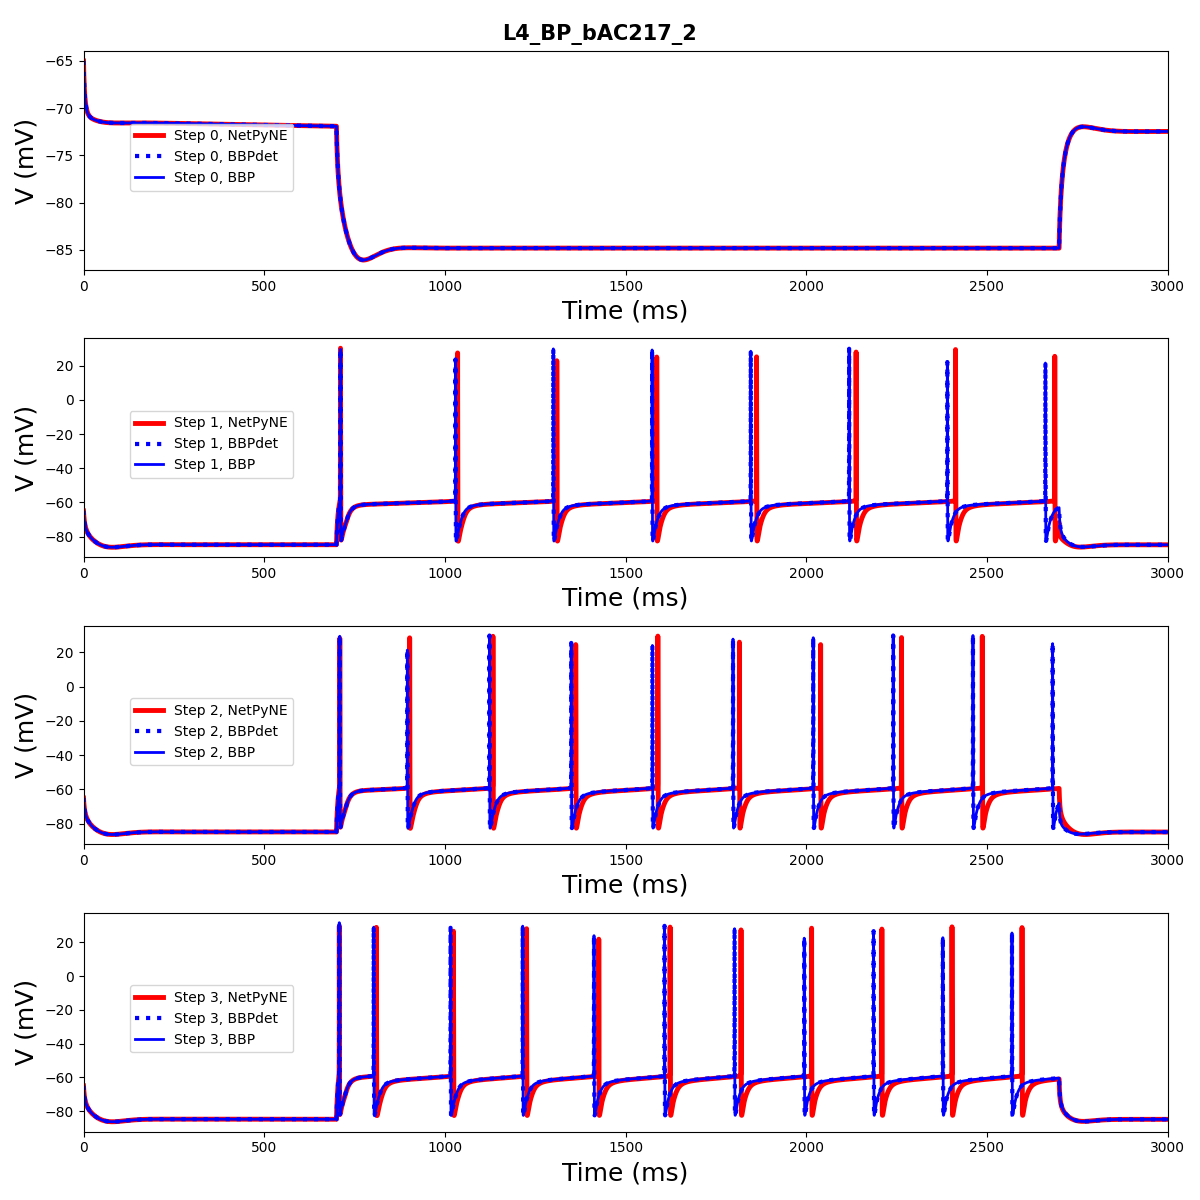 L4_BP_bAC217_2
V (mV)
−65
−70
−75
−80
−85
Step 0, NetPyNE
Step 0, BBPdet
Step 0, BBP
0 500 1000 1500 2000 2500 3000
Time (ms)
V (mV)
20
0
−20
−40
−60
−80
Step 1, NetPyNE
Step 1, BBPdet
Step 1, BBP
0 500 1000 1500 2000 2500 3000
Time (ms)
V (mV)
20
0
−20
−40
−60
−80
Step 2, NetPyNE
Step 2, BBPdet
Step 2, BBP
0 500 1000 1500 2000 2500 3000
Time (ms)
V (mV)
20
0
−20
−40
−60
−80
Step 3, NetPyNE
Step 3, BBPdet
Step 3, BBP
0 500 1000 1500 2000 2500 3000
Time (ms)